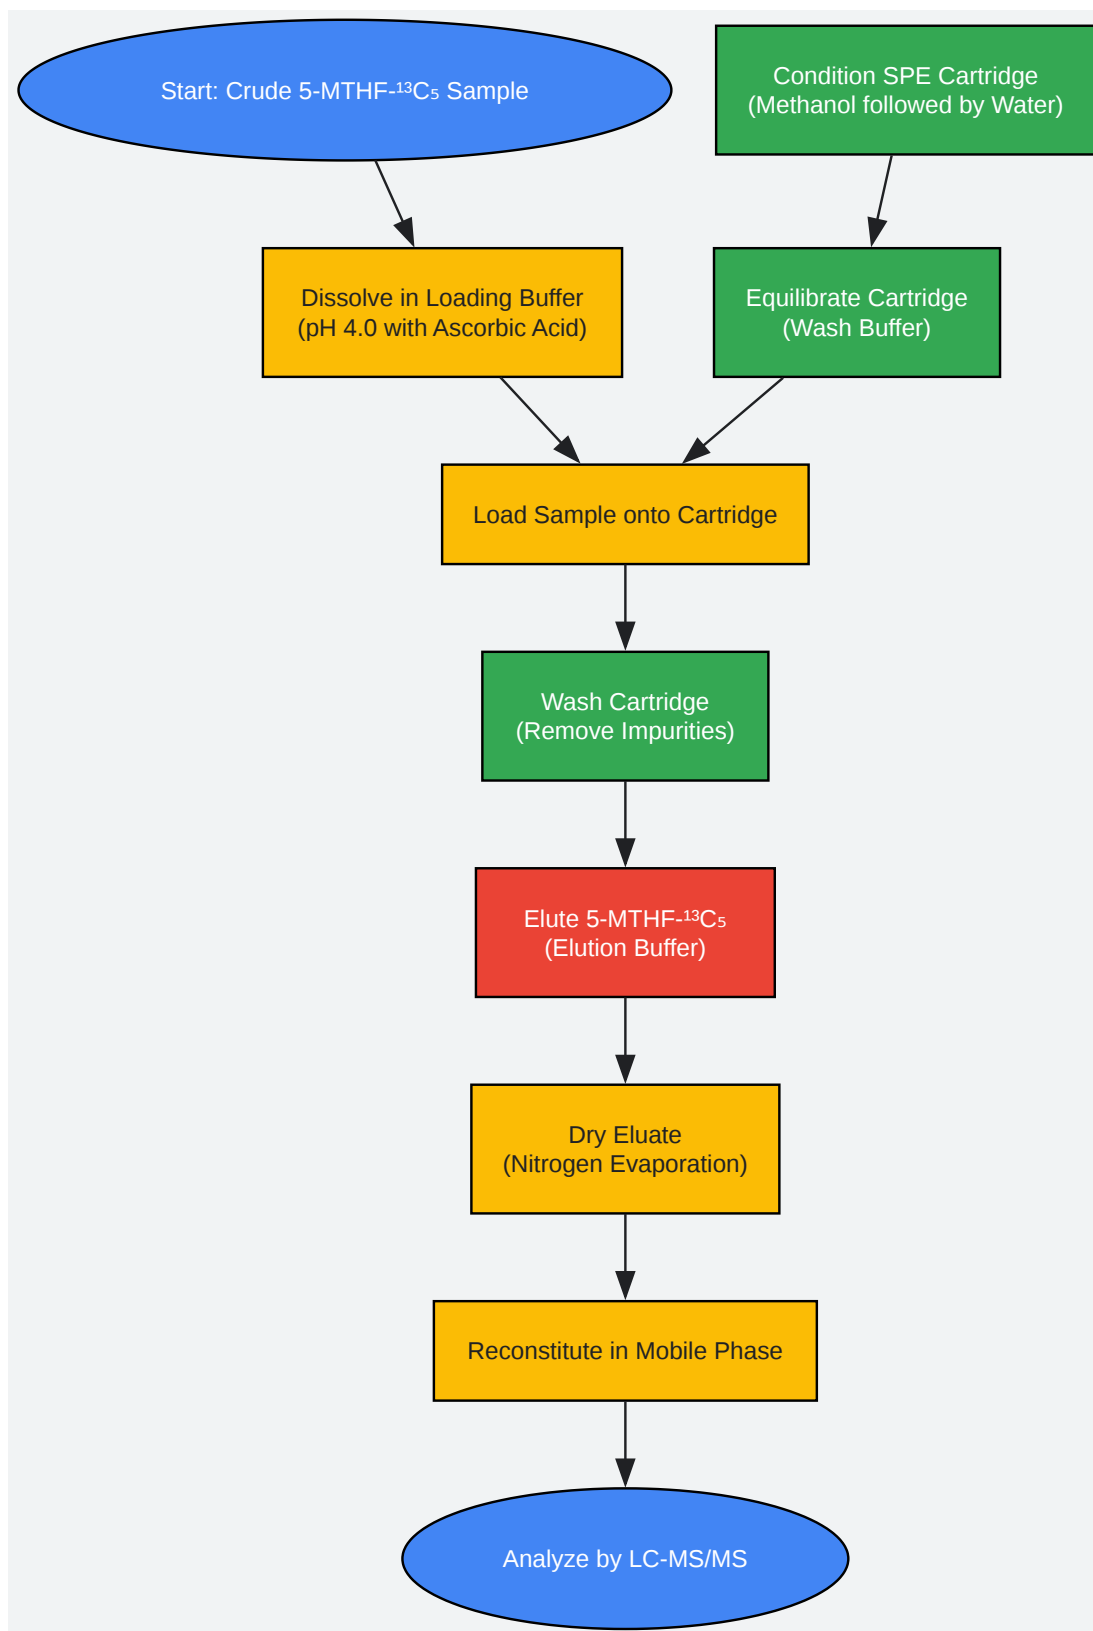 Start: Crude 5-MTHF-¹³C₅ Sample
Condition SPE Cartridge
(Methanol followed by Water)
Dissolve in Loading Buffer
(pH 4.0 with Ascorbic Acid)
Equilibrate Cartridge
(Wash Buffer)
Load Sample onto Cartridge
Wash Cartridge
(Remove Impurities)
Elute 5-MTHF-¹³C₅
(Elution Buffer)
Dry Eluate
(Nitrogen Evaporation)
Reconstitute in Mobile Phase
Analyze by LC-MS/MS